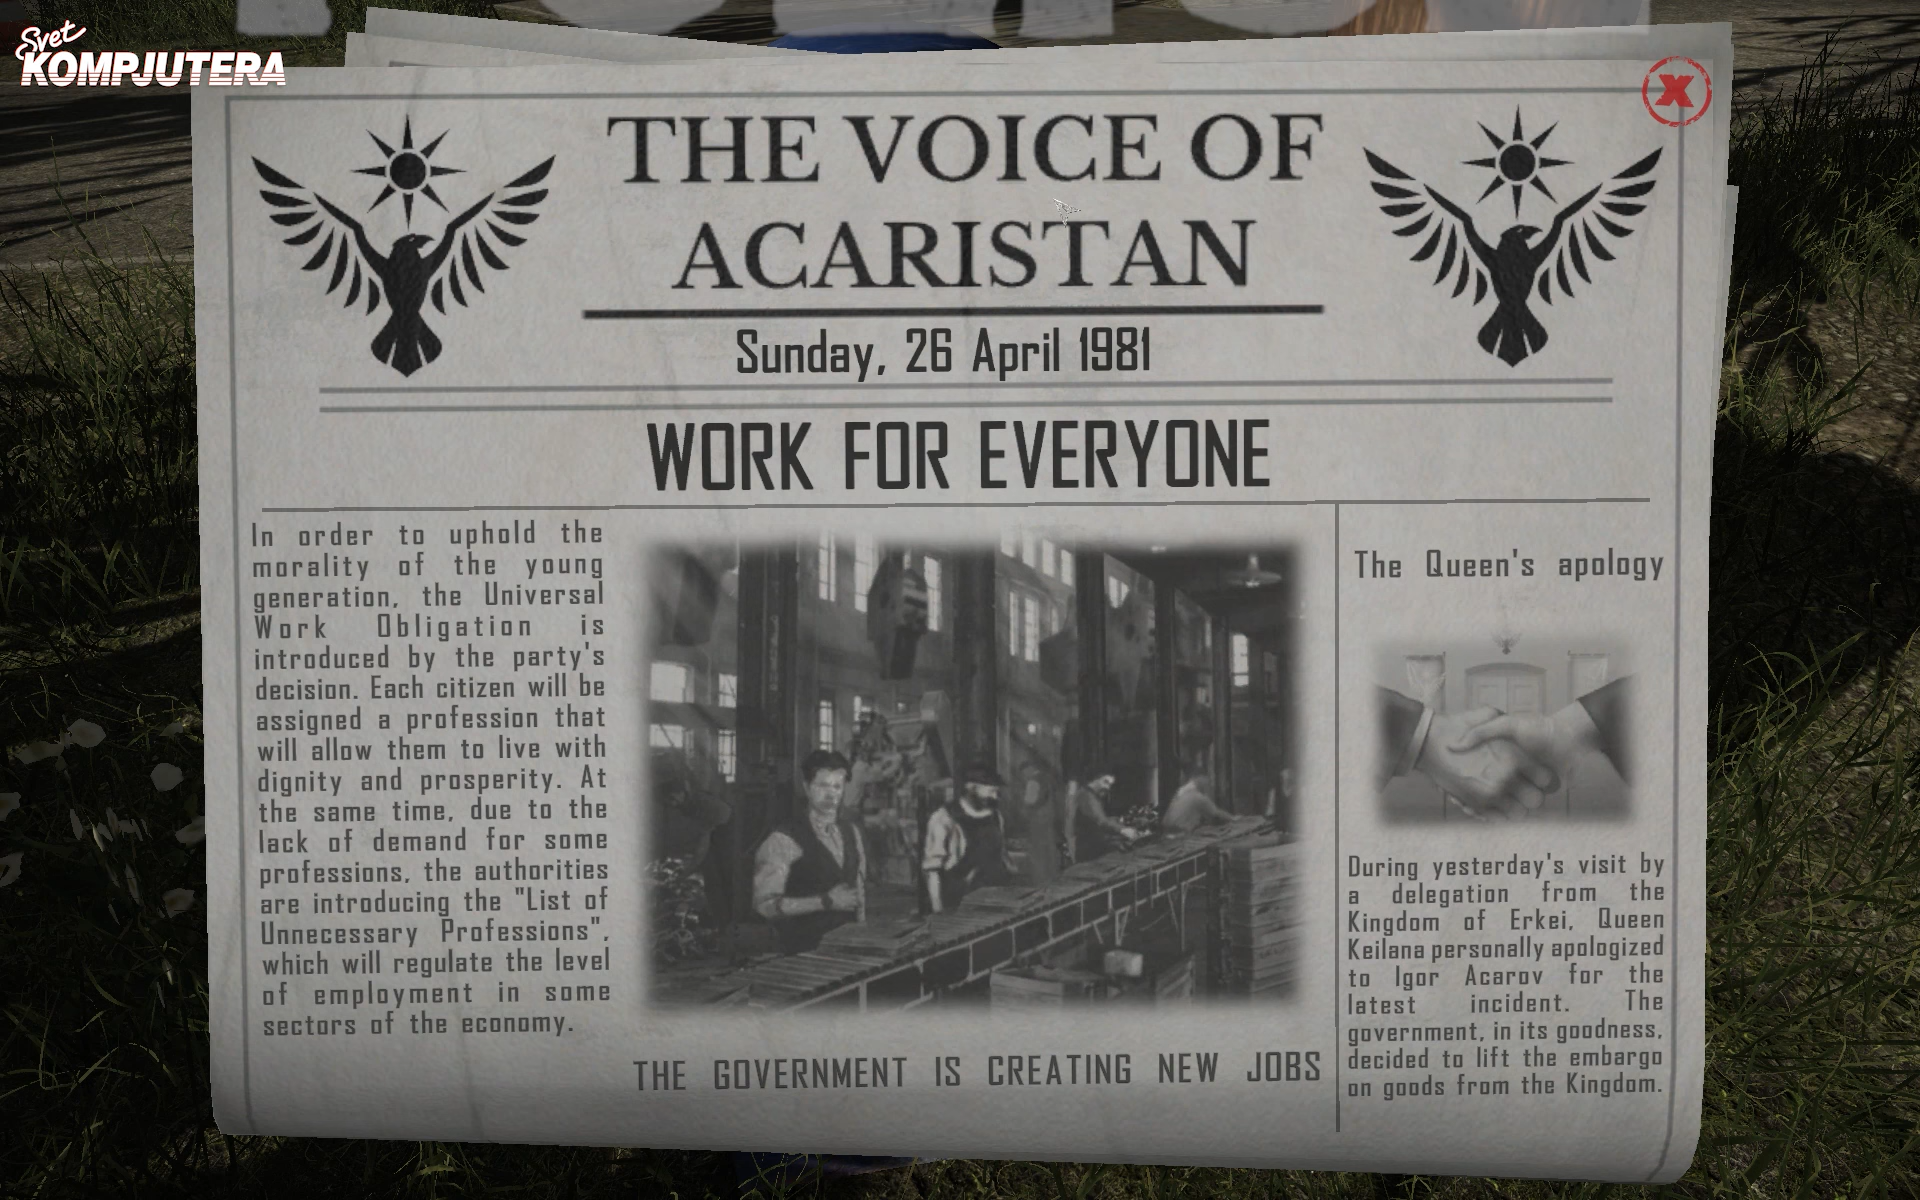 Svet
KOMPJUTERA
X
THE VOICE OF
ACARISTAN
Sunday, 26 April 1981
WORK FOR EVERYONE
In order to uphold the
morality of the young
generation, the Universal
Work Obligation is
introduced by the party's
decision. Each citizen will be
assigned a profession that
will allow them to live with
dignity and prosperity. At
the same time, due to the
lack of demand for some
professions, the authorities
are introducing the "List of
Unnecessary Professions",
which will regulate the level
of employment in some
sectors of the economy.
THE GOVERNMENT IS CREATING NEW JOBS
The Queen's apology
During yesterday's visit by
a delegation from the
Kingdom of Erkei, Queen
Keilana personally apologized
to Igor Acarov for the
latest incident. The
government, in its goodness,
decided to lift the embargo
on goods from the Kingdom.